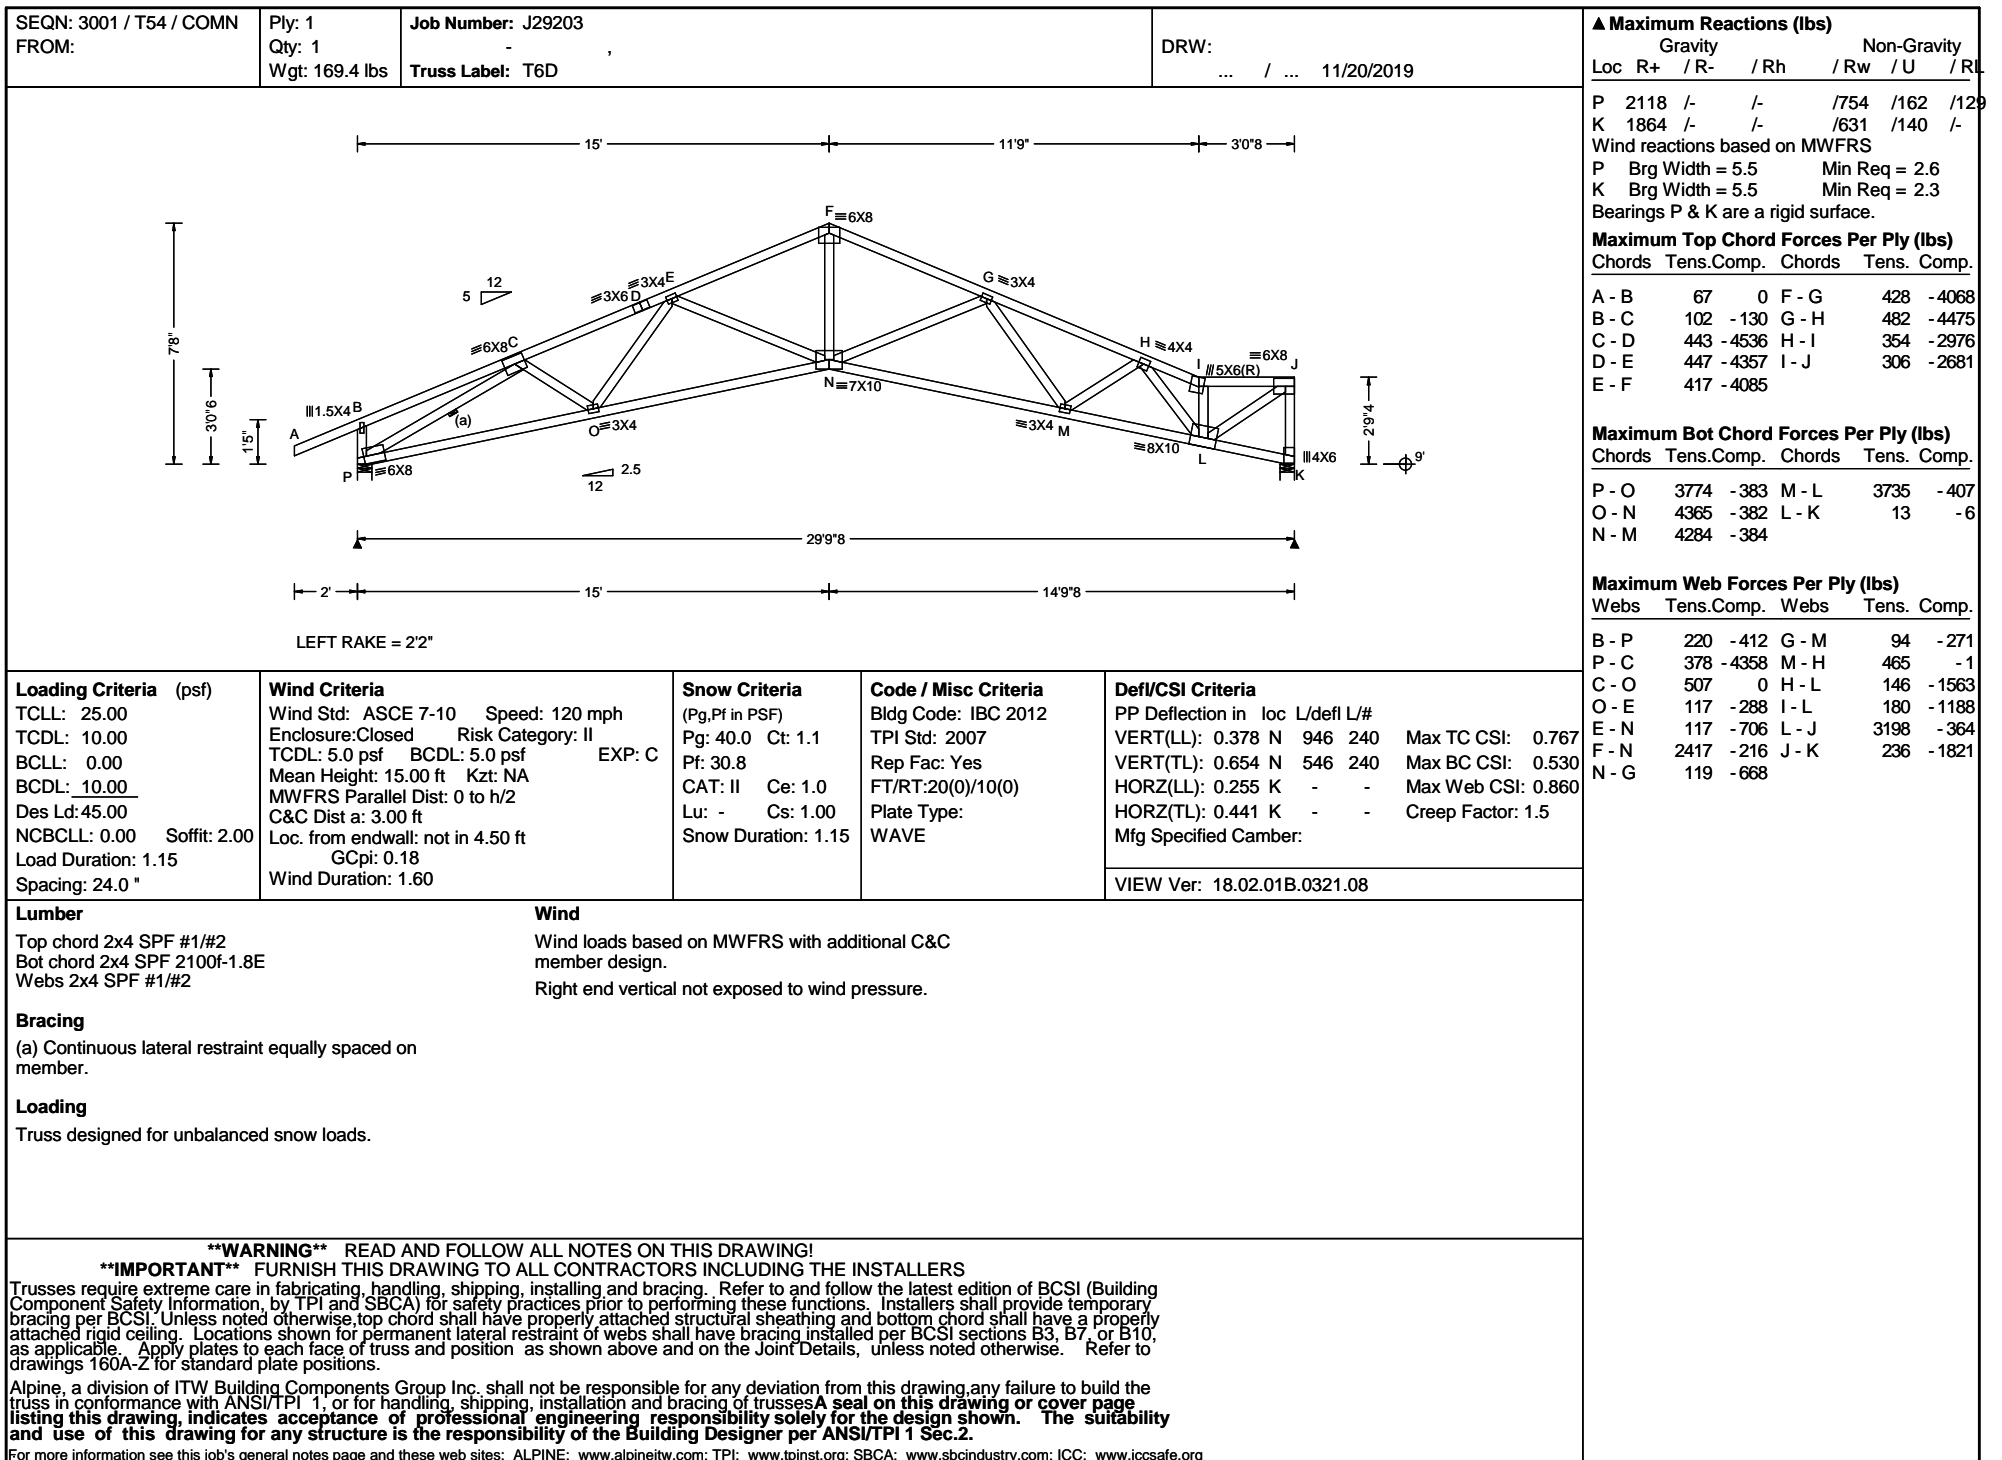 SEQN: 3001 / T54 / COMN
FROM:
Ply: 1
Qty: 1
Wgt: 169.4 lbs
Job Number: J29203
- ,
Truss Label: T6D
DRW:
... / ... 11/20/2019
15' 11'9" 3'0"8
F ≡6X8
≡3X4 E
≡3X6 D
G ≡3X4
12
5
7'8"
≡6X8 C
H ≡4X4
≡6X8
I J
|||5X6(R)
N ≡7X10
3'0"6
|||1.5X4 B
A
1'5"
(a)
O ≡3X4
≡3X4 M
≡8X10
L
2'9"4
9'
|||4X6
K
P ≡6X8
2.5
12
29'9"8
2' 15' 14'9"8
LEFT RAKE = 2'2"
▲ Maximum Reactions (lbs)
Gravity Non-Gravity
Loc R+ / R- / Rh / Rw / U / RL
P 2118 /- /- /754 /162 /129
K 1864 /- /- /631 /140 /-
Wind reactions based on MWFRS
P Brg Width = 5.5 Min Req = 2.6
K Brg Width = 5.5 Min Req = 2.3
Bearings P & K are a rigid surface.
Maximum Top Chord Forces Per Ply (lbs)
Chords Tens.Comp. Chords Tens. Comp.
A - B 67 0 F - G 428 - 4068
B - C 102 - 130 G - H 482 - 4475
C - D 443 - 4536 H - I 354 - 2976
D - E 447 - 4357 I - J 306 - 2681
E - F 417 - 4085
Maximum Bot Chord Forces Per Ply (lbs)
Chords Tens.Comp. Chords Tens. Comp.
P - O 3774 - 383 M - L 3735 - 407
O - N 4365 - 382 L - K 13 - 6
N - M 4284 - 384
Maximum Web Forces Per Ply (lbs)
Webs Tens.Comp. Webs Tens. Comp.
B - P 220 - 412 G - M 94 - 271
P - C 378 - 4358 M - H 465 - 1
C - O 507 0 H - L 146 - 1563
O - E 117 - 288 I - L 180 - 1188
E - N 117 - 706 L - J 3198 - 364
F - N 2417 - 216 J - K 236 - 1821
N - G 119 - 668
Loading Criteria (psf)
TCLL: 25.00
TCDL: 10.00
BCLL: 0.00
BCDL: 10.00
Des Ld: 45.00
NCBCLL: 0.00 Soffit: 2.00
Load Duration: 1.15
Spacing: 24.0 "
Wind Criteria
Wind Std: ASCE 7-10 Speed: 120 mph
Enclosure:Closed Risk Category: II
TCDL: 5.0 psf BCDL: 5.0 psf EXP: C
Mean Height: 15.00 ft Kzt: NA
MWFRS Parallel Dist: 0 to h/2
C&C Dist a: 3.00 ft
Loc. from endwall: not in 4.50 ft
GCpi: 0.18
Wind Duration: 1.60
Snow Criteria
(Pg,Pf in PSF)
Pg: 40.0 Ct: 1.1
Pf: 30.8
CAT: II Ce: 1.0
Lu: - Cs: 1.00
Snow Duration: 1.15
Code / Misc Criteria
Bldg Code: IBC 2012
TPI Std: 2007
Rep Fac: Yes
FT/RT:20(0)/10(0)
Plate Type:
WAVE
Defl/CSI Criteria
PP Deflection in loc L/defl L/#
VERT(LL): 0.378 N 946 240 Max TC CSI: 0.767
VERT(TL): 0.654 N 546 240 Max BC CSI: 0.530
HORZ(LL): 0.255 K - - Max Web CSI: 0.860
HORZ(TL): 0.441 K - - Creep Factor: 1.5
Mfg Specified Camber:
VIEW Ver: 18.02.01B.0321.08
Lumber
Top chord 2x4 SPF #1/#2
Bot chord 2x4 SPF 2100f-1.8E
Webs 2x4 SPF #1/#2
Bracing
(a) Continuous lateral restraint equally spaced on
member.
Loading
Truss designed for unbalanced snow loads.
Wind
Wind loads based on MWFRS with additional C&C
member design.
Right end vertical not exposed to wind pressure.
**WARNING** READ AND FOLLOW ALL NOTES ON THIS DRAWING!
**IMPORTANT** FURNISH THIS DRAWING TO ALL CONTRACTORS INCLUDING THE INSTALLERS
Trusses require extreme care in fabricating, handling, shipping, installing and bracing. Refer to and follow the latest edition of BCSI (Building
Component Safety Information, by TPI and SBCA) for safety practices prior to performing these functions. Installers shall provide temporary
bracing per BCSI. Unless noted otherwise,top chord shall have properly attached structural sheathing and bottom chord shall have a properly
attached rigid ceiling. Locations shown for permanent lateral restraint of webs shall have bracing installed per BCSI sections B3, B7, or B10,
as applicable. Apply plates to each face of truss and position as shown above and on the Joint Details, unless noted otherwise. Refer to
drawings 160A-Z for standard plate positions.
Alpine, a division of ITW Building Components Group Inc. shall not be responsible for any deviation from this drawing,any failure to build the
truss in conformance with ANSI/TPI 1, or for handling, shipping, installation and bracing of trussesA seal on this drawing or cover page
listing this drawing, indicates acceptance of professional engineering responsibility solely for the design shown. The suitability
and use of this drawing for any structure is the responsibility of the Building Designer per ANSI/TPI 1 Sec.2.
For more information see this job's general notes page and these web sites: ALPINE: www.alpineitw.com; TPI: www.tpinst.org; SBCA: www.sbcindustry.com; ICC: www.iccsafe.org